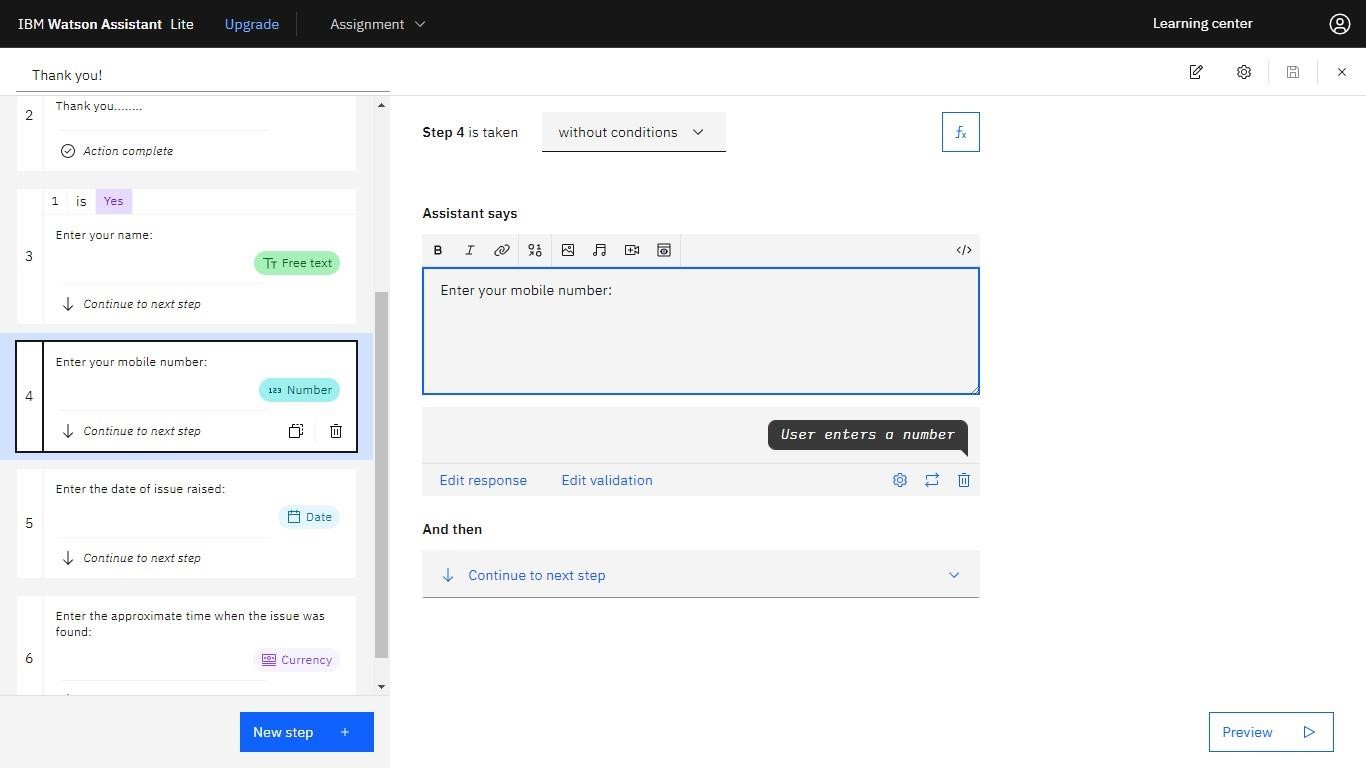 IBM Watson Assistant Lite Upgrade Assignment Learning center
Thank you!
2
Thank you........
Action complete
1 is Yes
3
Enter your name:
Free text
Continue to next step
4
Enter your mobile number:
123 Number
Continue to next step
5
Enter the date of issue raised:
Date
Continue to next step
6
Enter the approximate time when the issue was
found:
Currency
New step +
Step 4 is taken without conditions
fx
Assistant says
B I </>
Enter your mobile number:
User enters a number
Edit response Edit validation
And then
Continue to next step
Preview